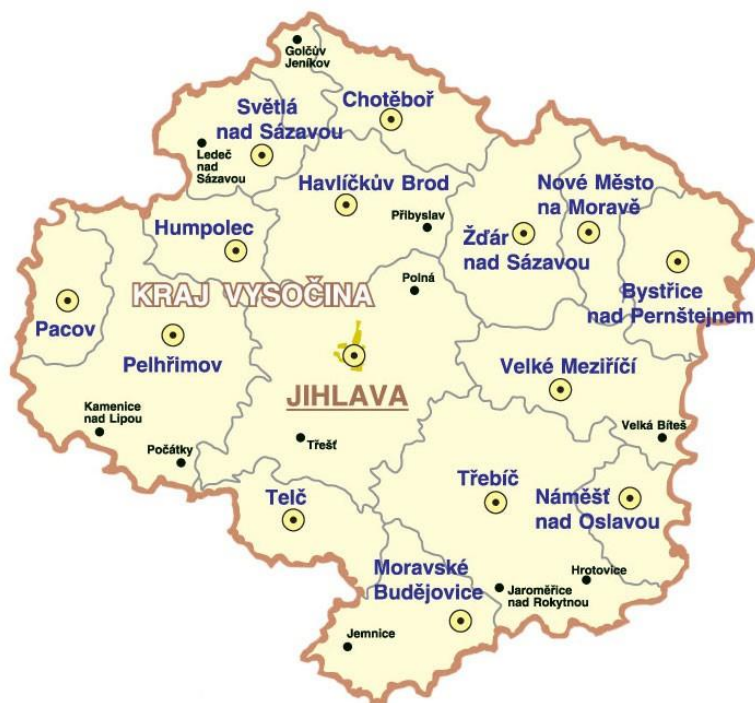 Golčův
Jeníkov
Chotěboř
Světlá
nad Sázavou
Ledeč
nad
Sázavou
Havlíčkův Brod
Přibyslav
Nové Město
na Moravě
Žďár
nad Sázavou
Humpolec
Polná
Bystřice
nad Pernštejnem
KRAJ VYSOČINA
Pacov
Pelhřimov
Velké Meziříčí
JIHLAVA
Kamenice
nad Lipou
Počátky
Třešť
Velká Bíteš
Telč
Třebíč
Náměšť
nad Oslavou
Moravské
Budějovice
Hrotovice
Jaroměřice
nad Rokytnou
Jemnice